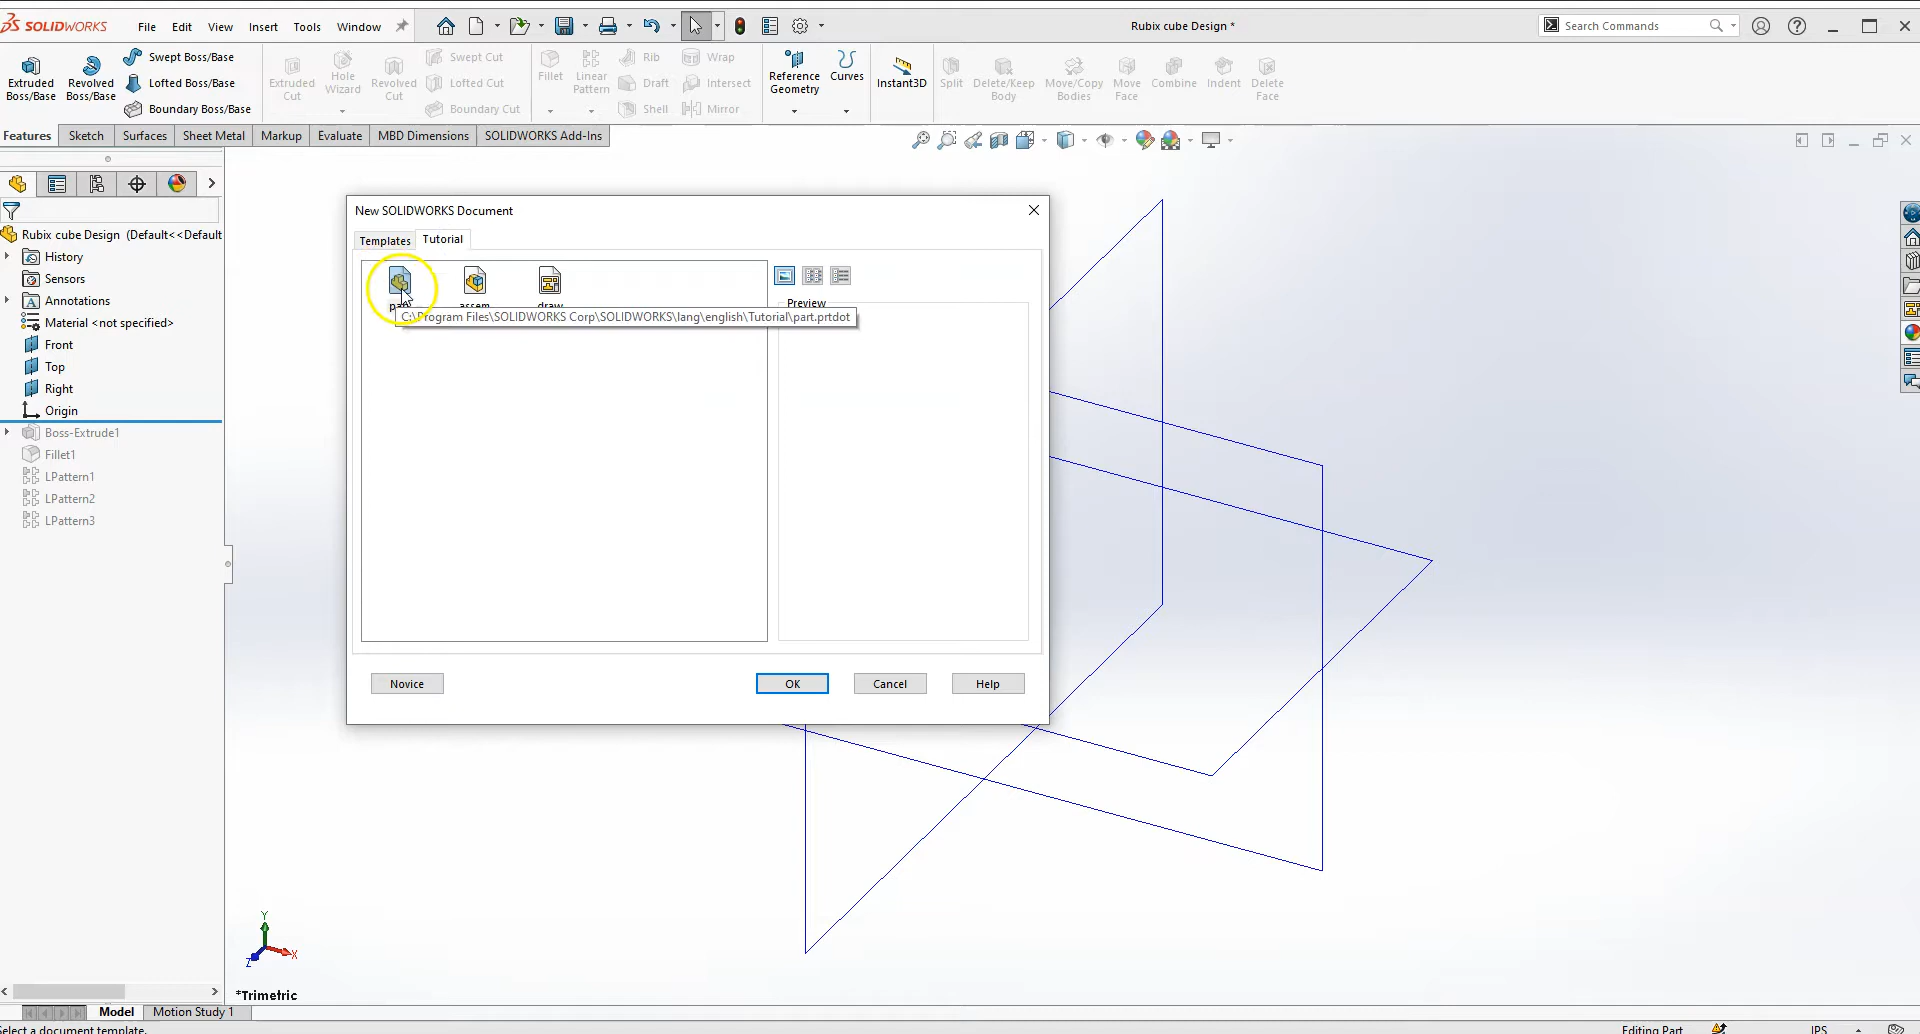 SOLIDWORKS File Edit View Insert Tools Window Rubix cube Design * Search Commands
Extruded Boss/Base
Revolved Boss/Base
Swept Boss/Base
Lofted Boss/Base
Boundary Boss/Base
Extruded Cut
Hole Wizard
Revolved Cut
Swept Cut
Lofted Cut
Boundary Cut
Fillet
Linear Pattern
Rib
Draft
Shell
Wrap
Intersect
Mirror
Reference Geometry
Curves
Instant3D
Split
Delete/Keep Body
Move/Copy Bodies
Move Face
Combine
Indent
Delete Face
Features Sketch Surfaces Sheet Metal Markup Evaluate MBD Dimensions SOLIDWORKS Add-Ins
Rubix cube Design (Default<<Default
History
Sensors
Annotations
Material <not specified>
Front
Top
Right
Origin
Boss-Extrude1
Fillet1
LPattern1
LPattern2
LPattern3
New SOLIDWORKS Document
Templates Tutorial
Preview
C:\Program Files\SOLIDWORKS Corp\SOLIDWORKS\lang\english\Tutorial\part.prtdot
Novice OK Cancel Help
Y
X
Z
*Trimetric
Model Motion Study 1
Select a document template. Editing Part IPS